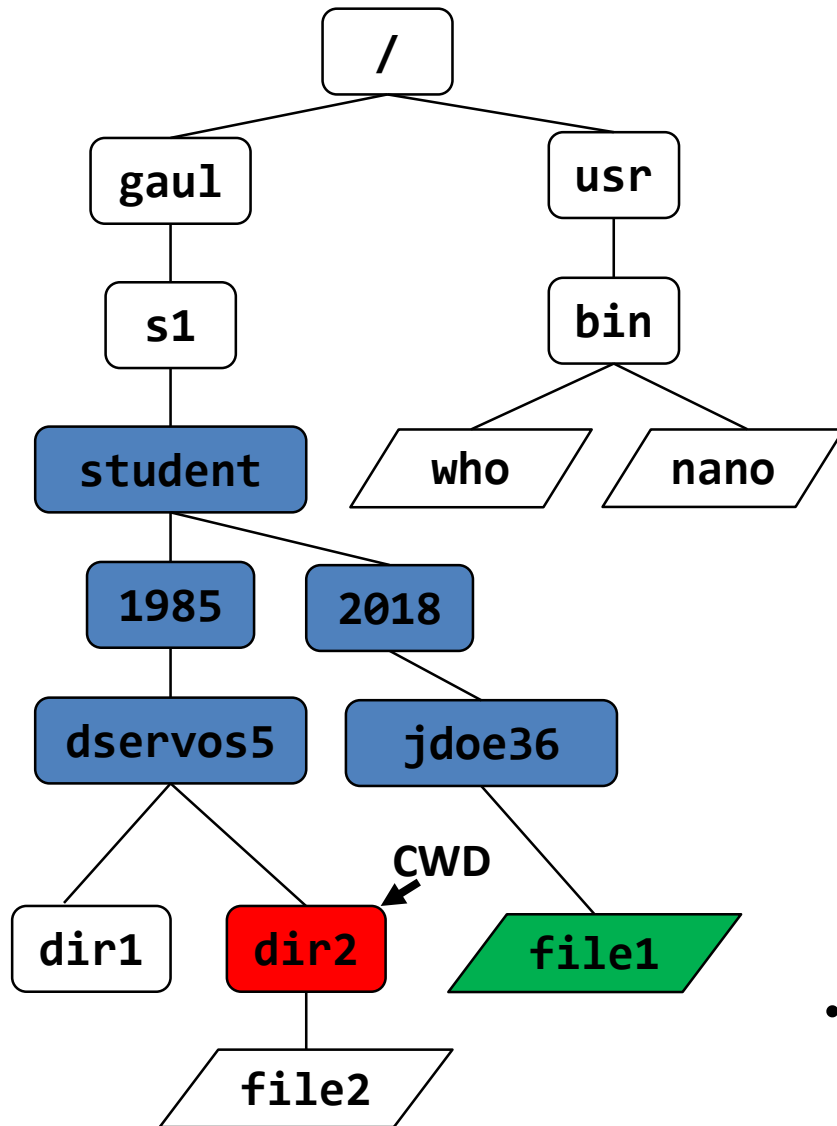 /
gaul
usr
s1
bin
student
who
nano
1985
2018
dservos5
jdoe36
CWD
dir1
dir2
file1
•
file2